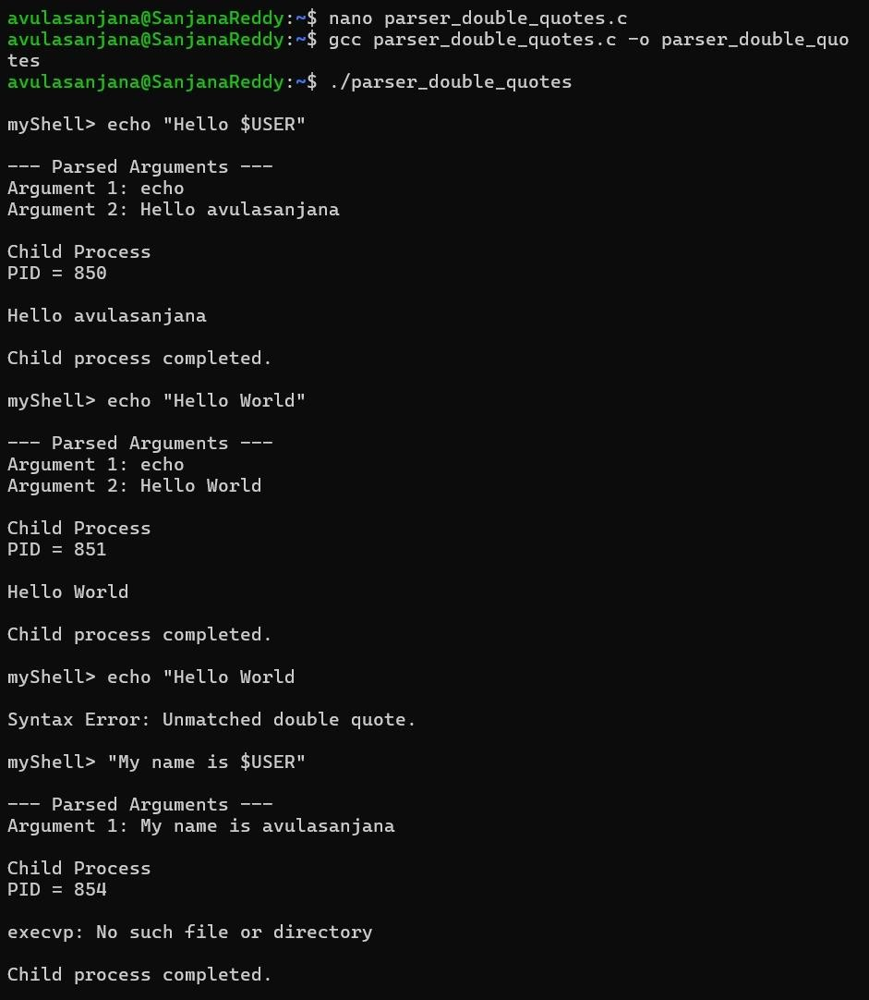 avulasanjana@SanjanaReddy:~$ nano parser_double_quotes.c
avulasanjana@SanjanaReddy:~$ gcc parser_double_quotes.c -o parser_double_quo
tes
avulasanjana@SanjanaReddy:~$ ./parser_double_quotes
myShell> echo "Hello $USER"
--- Parsed Arguments ---
Argument 1: echo
Argument 2: Hello avulasanjana
Child Process
PID = 850
Hello avulasanjana
Child process completed.
myShell> echo "Hello World"
--- Parsed Arguments ---
Argument 1: echo
Argument 2: Hello World
Child Process
PID = 851
Hello World
Child process completed.
myShell> echo "Hello World
Syntax Error: Unmatched double quote.
myShell> "My name is $USER"
--- Parsed Arguments ---
Argument 1: My name is avulasanjana
Child Process
PID = 854
execvp: No such file or directory
Child process completed.